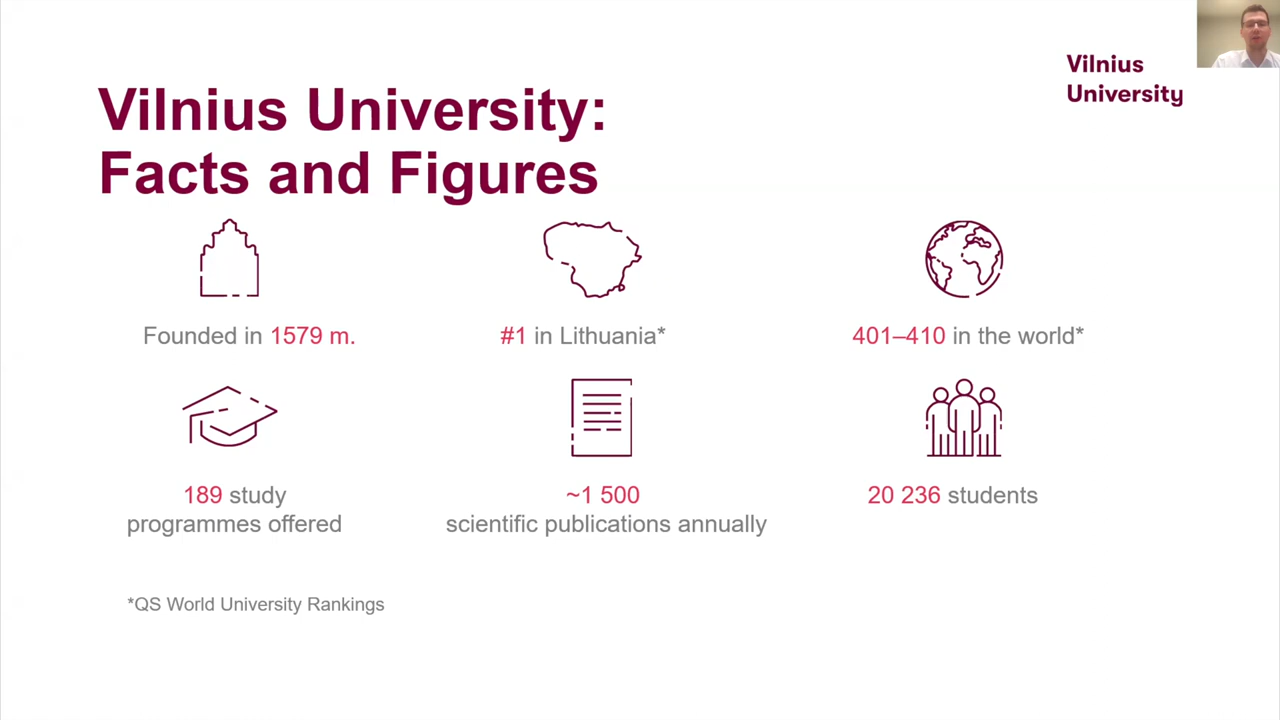 Vilnius
University
Vilnius University:
Facts and Figures
Founded in 1579 m.
#1 in Lithuania*
401–410 in the world*
189 study
programmes offered
~1 500
scientific publications annually
20 236 students
*QS World University Rankings